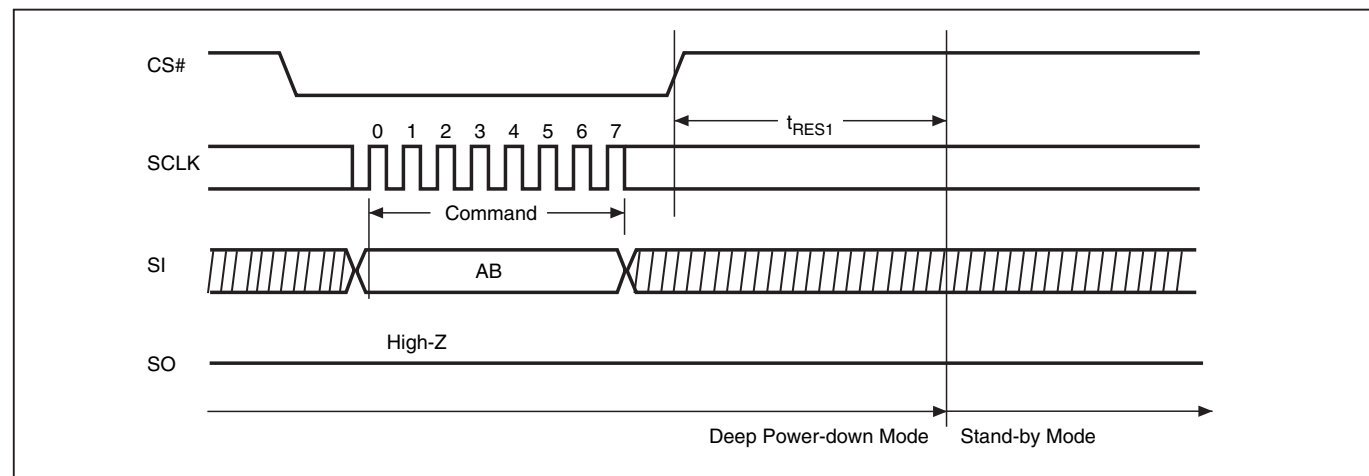 CS#
tRES1
0 1 2 3 4 5 6 7
SCLK
Command
SI
AB
High-Z
SO
Deep Power-down Mode
Stand-by Mode